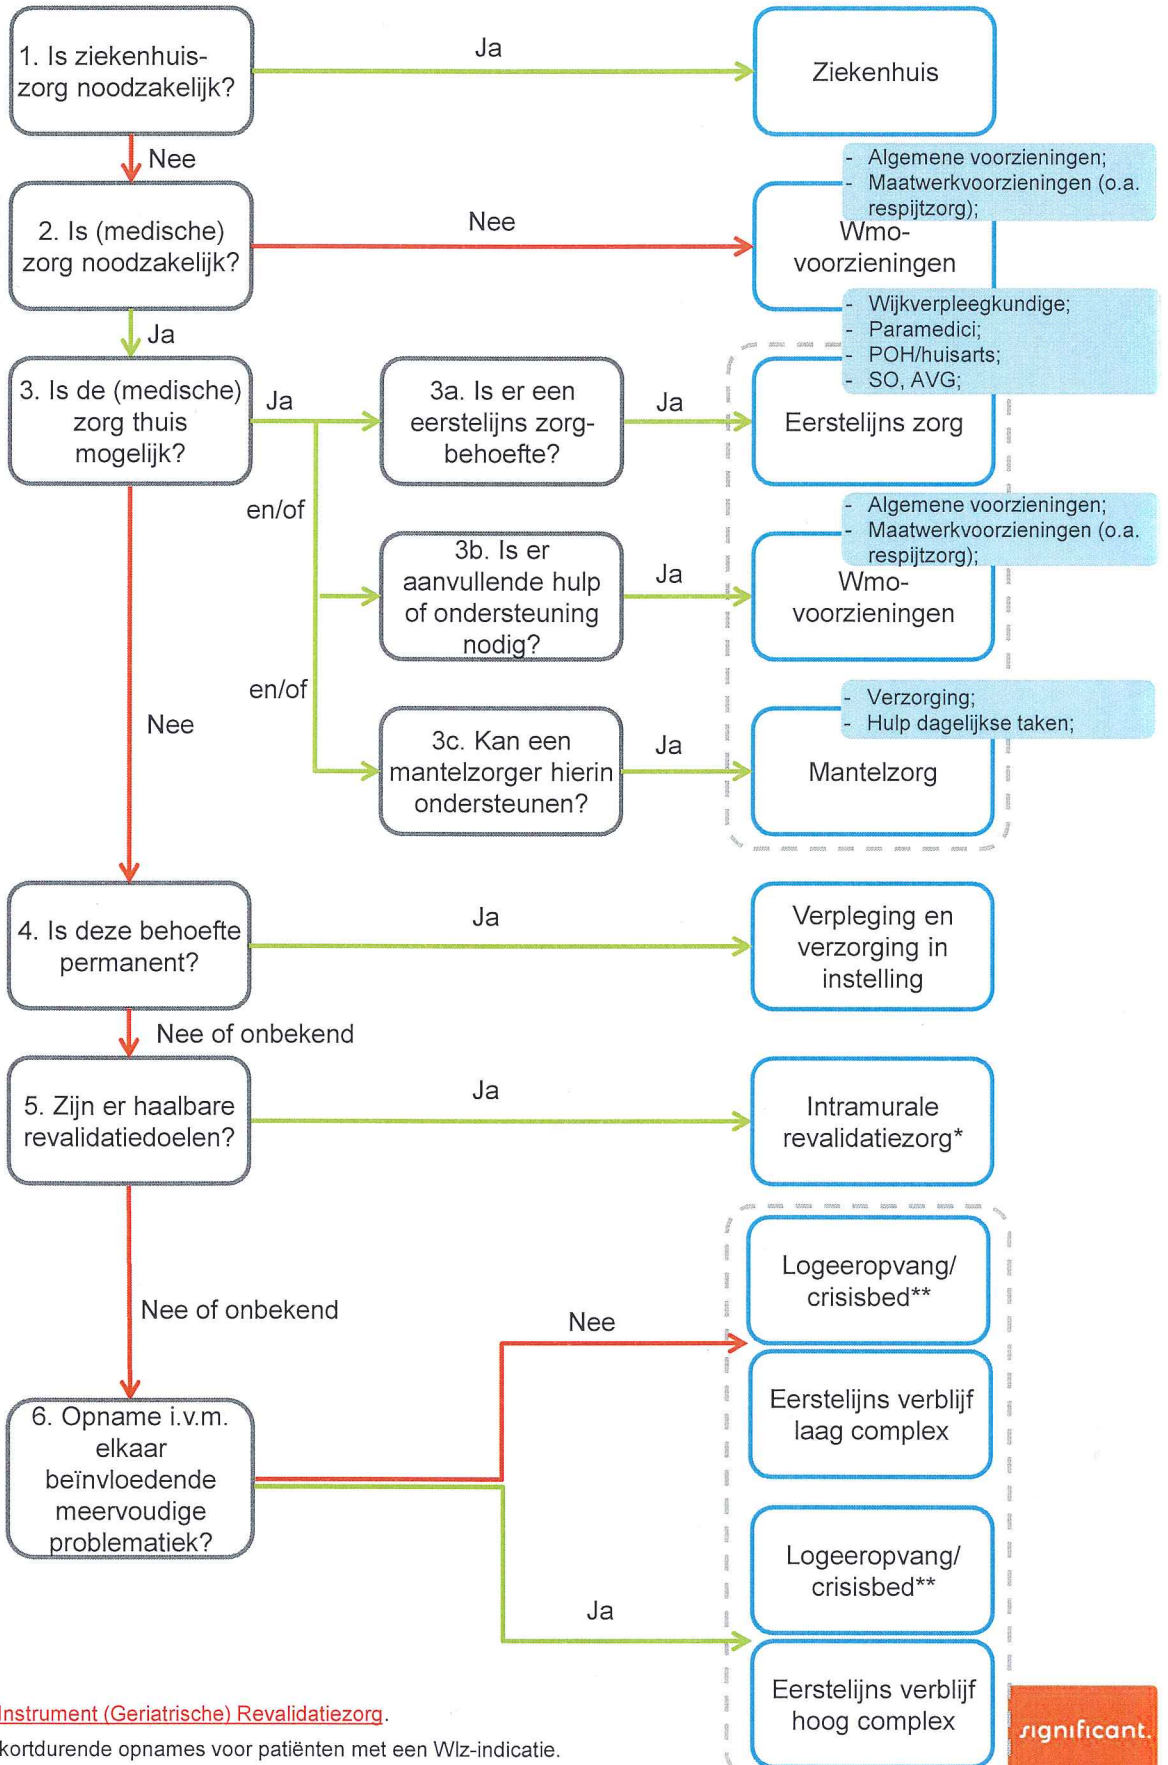 1. Is ziekenhuis-
zorg noodzakelijk?
Ja
Ziekenhuis
Nee
- Algemene voorzieningen;
- Maatwerkvoorzieningen (o.a.
respijtzorg);
2. Is (medische)
zorg noodzakelijk?
Nee
Wmo-
voorzieningen
Ja
- Wijkverpleegkundige;
- Paramedici;
- POH/huisarts;
- SO, AVG;
3. Is de (medische)
zorg thuis
mogelijk?
Ja
3a. Is er een
eerstelijns zorg-
behoefte?
Ja
Eerstelijns zorg
en/of
- Algemene voorzieningen;
- Maatwerkvoorzieningen (o.a.
respijtzorg);
3b. Is er
aanvullende hulp
of ondersteuning
nodig?
Ja
Wmo-
voorzieningen
en/of
- Verzorging;
- Hulp dagelijkse taken;
Nee
3c. Kan een
mantelzorger hierin
ondersteunen?
Ja
Mantelzorg
4. Is deze behoefte
permanent?
Ja
Verpleging en
verzorging in
instelling
Nee of onbekend
5. Zijn er haalbare
revalidatiedoelen?
Ja
Intramurale
revalidatiezorg*
Nee of onbekend
Logeeropvang/
crisisbed**
Nee
Eerstelijns verblijf
laag complex
6. Opname i.v.m.
elkaar
beïnvloedende
meervoudige
problematiek?
Logeeropvang/
crisisbed**
Ja
Eerstelijns verblijf
hoog complex
Instrument (Geriatrische) Revalidatiezorg.
kortdurende opnames voor patiënten met een Wlz-indicatie.
significant.